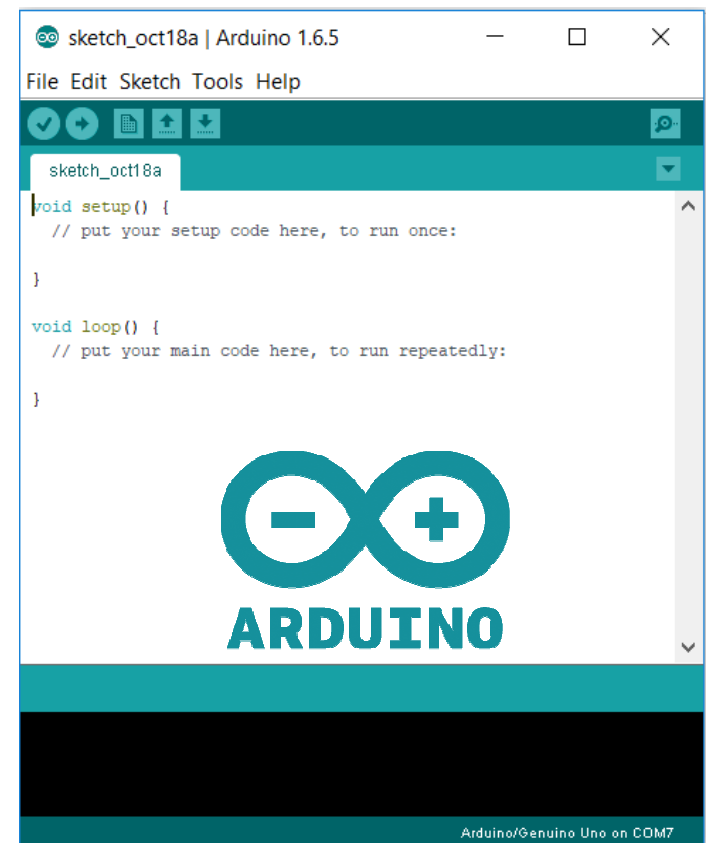 sketch_oct18a | Arduino 1.6.5
File Edit Sketch Tools Help
sketch_oct18a
void setup() {
  // put your setup code here, to run once:
}
void loop() {
  // put your main code here, to run repeatedly:
}
ARDUINO
Arduino/Genuino Uno on COM7